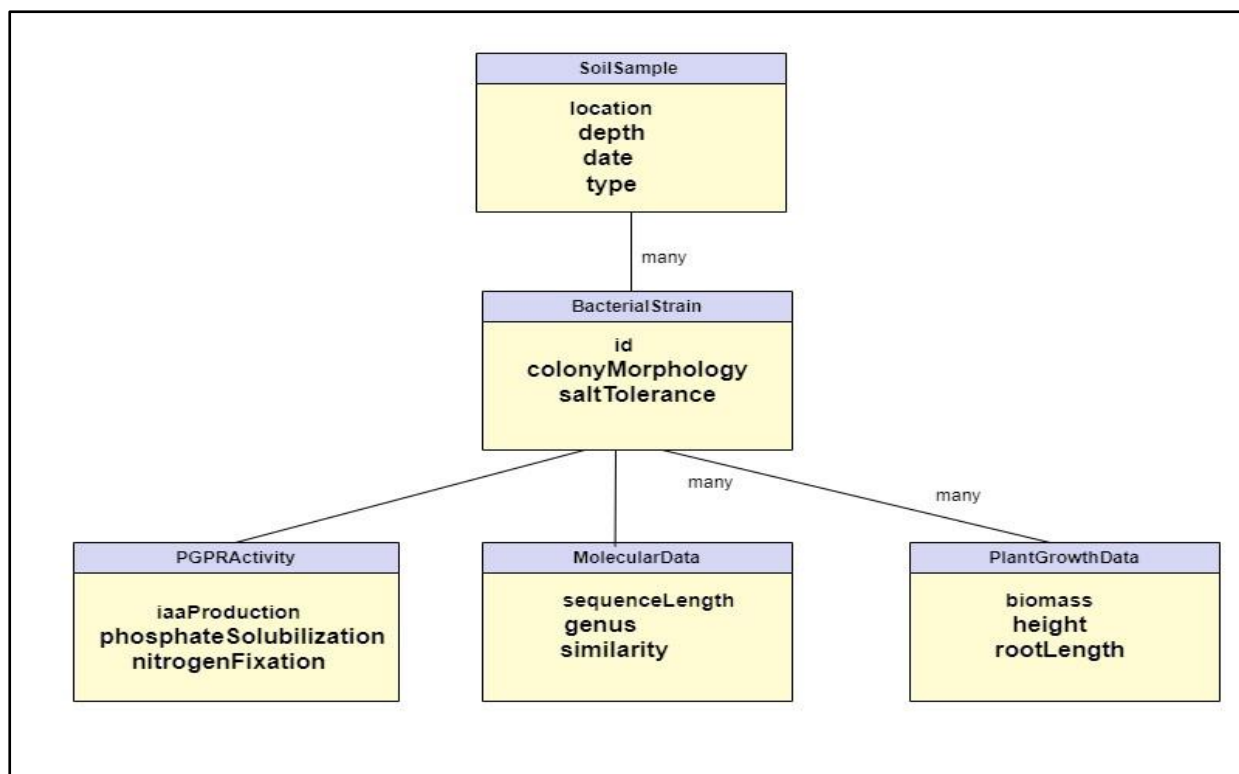 SoilSample
location
depth
date
type
many
BacterialStrain
id
colonyMorphology
saltTolerance
many
many
PGPRActivity
iaaProduction
phosphateSolubilization
nitrogenFixation
MolecularData
sequenceLength
genus
similarity
PlantGrowthData
biomass
height
rootLength